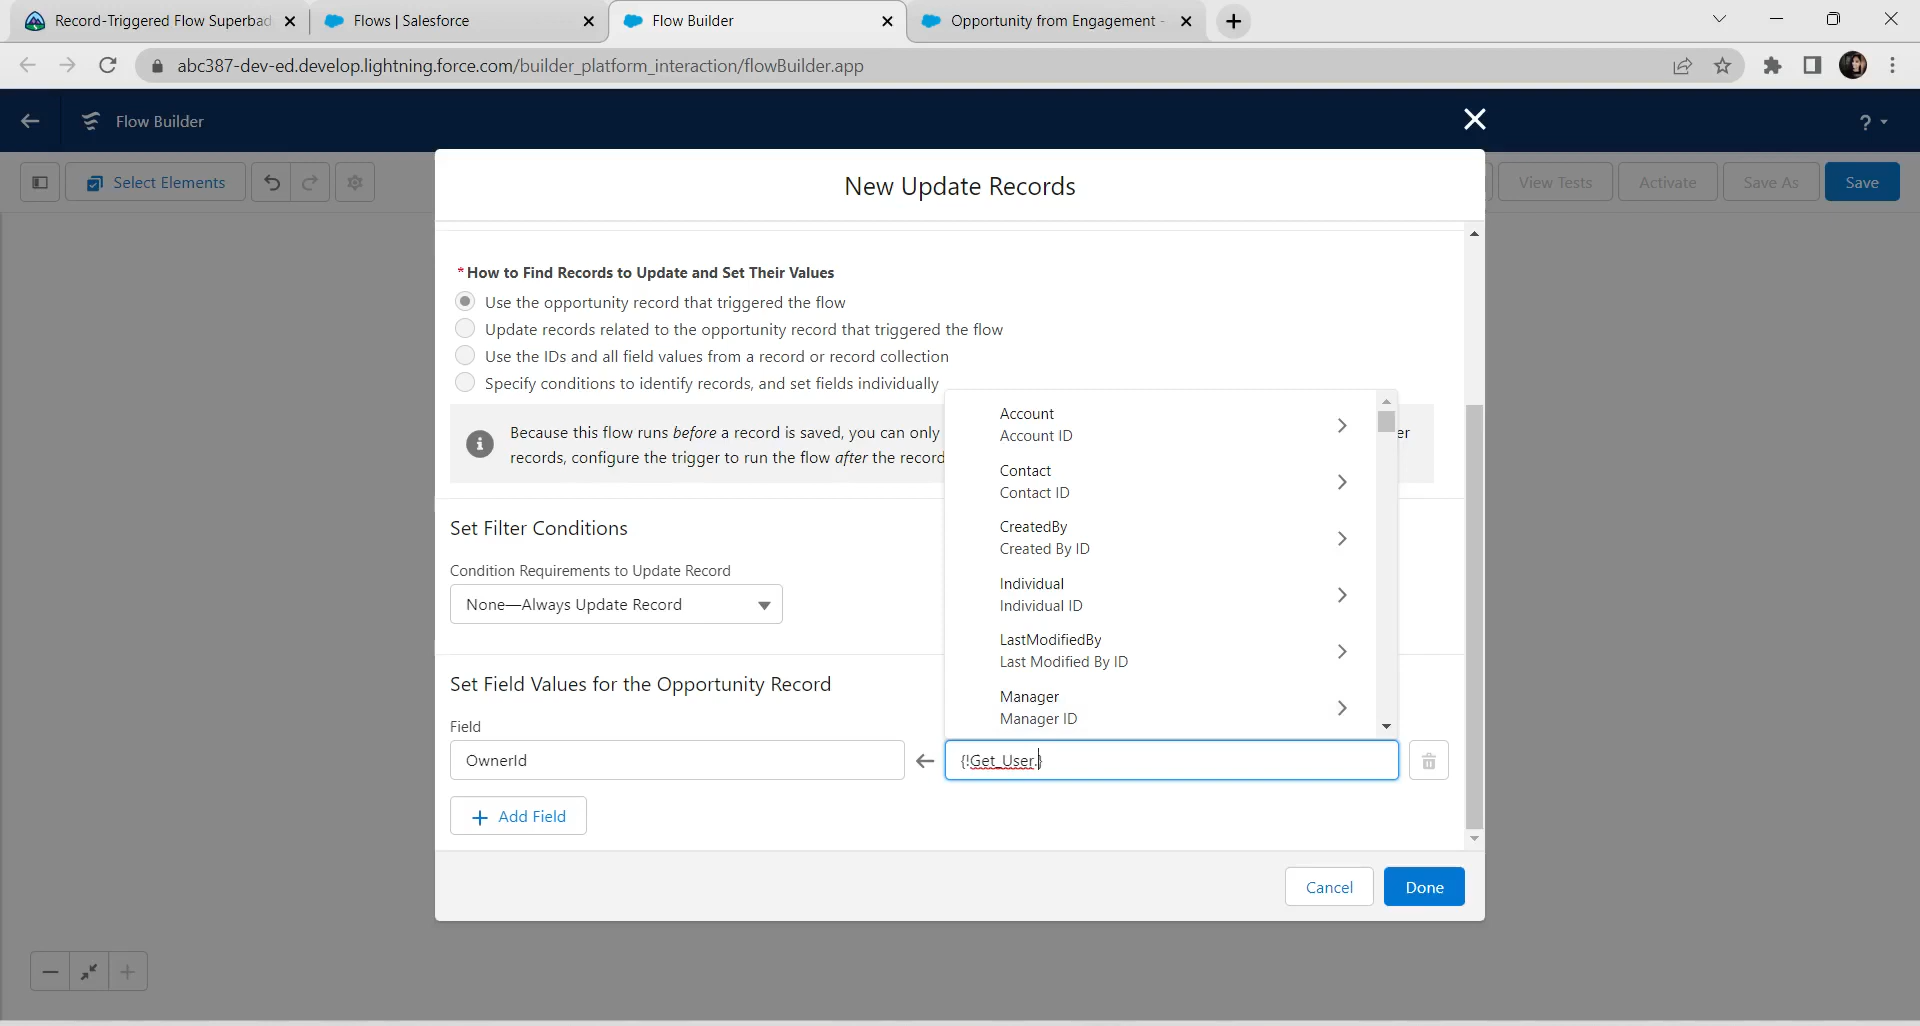 Record-Triggered Flow Superbad
Flows | Salesforce
Flow Builder
Opportunity from Engagement -
abc387-dev-ed.develop.lightning.force.com/builder_platform_interaction/flowBuilder.app
Flow Builder
?
Select Elements
View Tests
Activate
Save As
Save
New Update Records
*How to Find Records to Update and Set Their Values
Use the opportunity record that triggered the flow
Update records related to the opportunity record that triggered the flow
Use the IDs and all field values from a record or record collection
Specify conditions to identify records, and set fields individually
Because this flow runs before a record is saved, you can only
er
records, configure the trigger to run the flow after the record
Account
Account ID
Contact
Contact ID
CreatedBy
Created By ID
Individual
Individual ID
LastModifiedBy
Last Modified By ID
Manager
Manager ID
Set Filter Conditions
Condition Requirements to Update Record
None—Always Update Record
Set Field Values for the Opportunity Record
Field
OwnerId
{!Get_User.}
Add Field
Cancel
Done